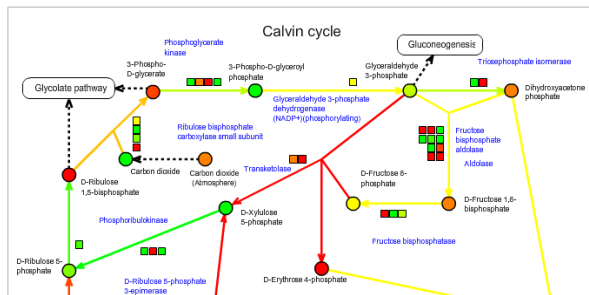 Calvin cycle
Phosphoglycerate
kinase
Gluconeogenesis
3-Phospho-
D-glycerate
3-Phospho-D-glyceroyl
phosphate
Glyceraldehyde
3-phosphate
Triosephosphate isomerase
Glycolate pathway
Dihydroxyacetone
phosphate
Glyceraldehyde 3-phosphate
dehydrogenase
(NADP+)(phosphorylating)
Ribulose bisphosphate
carboxylase small subunit
Fructose
bisphosphate
aldolase
Aldolase
Carbon dioxide
Carbon dioxide
(Atmosphere)
Transketolase
D-Fructose 6-
phosphate
D-Ribulose
1,5-bisphosphate
D-Fructose 1,6-
bisphosphate
Phosphoribulokinase
D-Xylulose
5-phosphate
Fructose bisphosphatase
D-Ribulose 5-
phosphate
D-Ribulose 5-phosphate
3-epimerase
D-Erythrose 4-phosphate